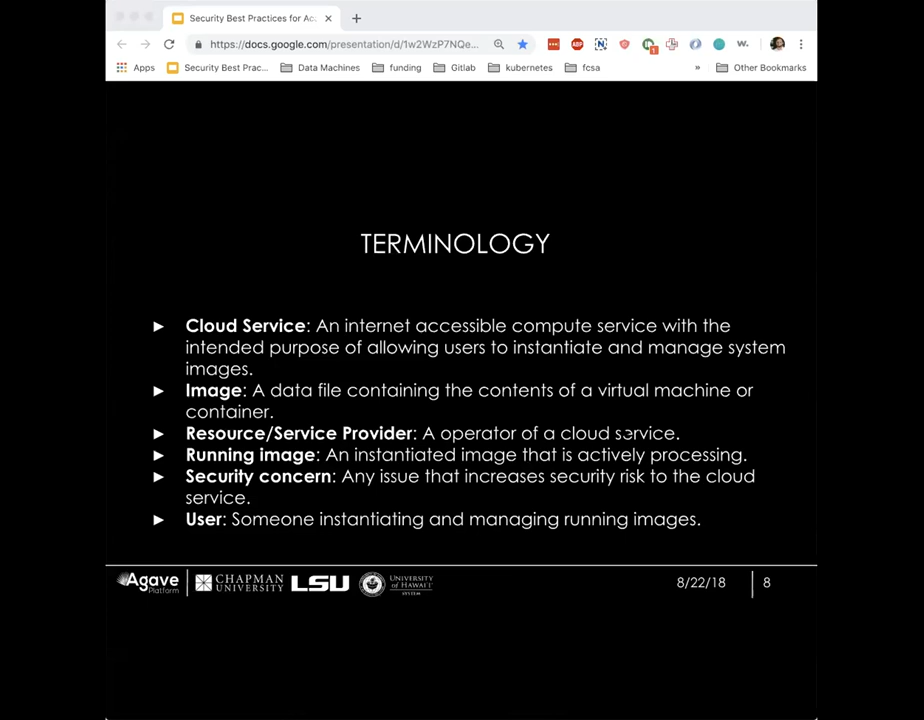 Security Best Practices for Ac
https://docs.google.com/presentation/d/1w2WzP7NQe...
Apps Security Best Prac... Data Machines funding Gitlab kubernetes fcsa » Other Bookmarks
TERMINOLOGY
► Cloud Service: An internet accessible compute service with the
intended purpose of allowing users to instantiate and manage system
images.
► Image: A data file containing the contents of a virtual machine or
container.
► Resource/Service Provider: A operator of a cloud service.
► Running image: An instantiated image that is actively processing.
► Security concern: Any issue that increases security risk to the cloud
service.
► User: Someone instantiating and managing running images.
Agave Platform CHAPMAN UNIVERSITY LSU UNIVERSITY of HAWAI'I SYSTEM 8/22/18 8